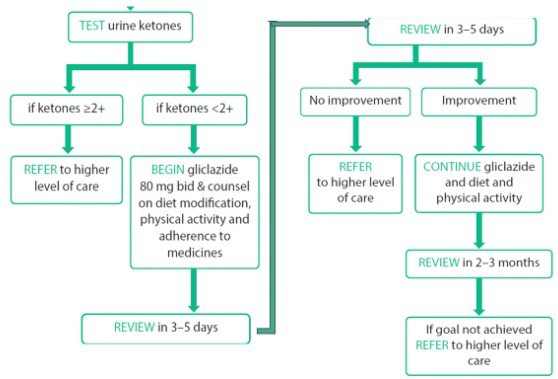 TEST urine ketones
if ketones ≥2+
if ketones <2+
REFER to higher
level of care
BEGIN gliclazide
80 mg bid & counsel
on diet modification,
physical activity and
adherence to
medicines
REVIEW in 3–5 days
REVIEW in 3–5 days
No improvement
Improvement
REFER
to higher level
of care
CONTINUE gliclazide
and diet and
physical activity
REVIEW in 2–3 months
If goal not achieved
REFER to higher level of
care